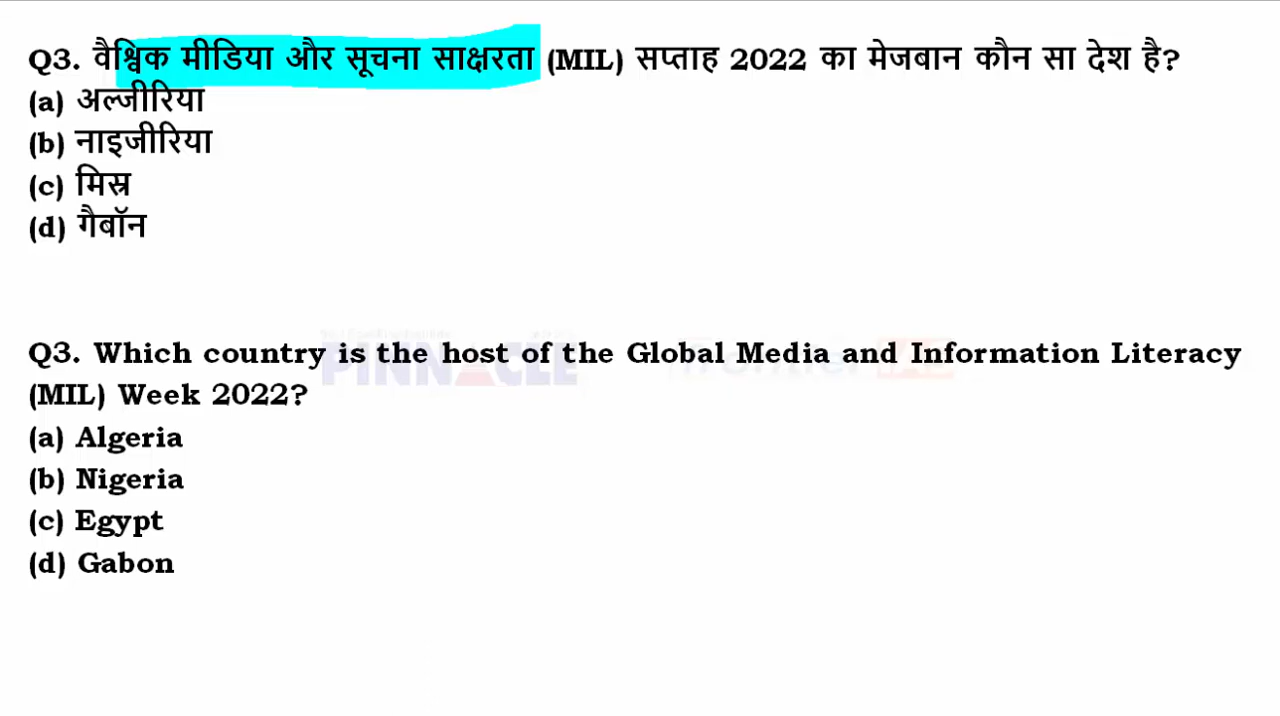 Q3. वैश्विक मीडिया और सूचना साक्षरता (MIL) सप्ताह 2022 का मेजबान कौन सा देश है?
(a) अल्जीरिया
(b) नाइजीरिया
(c) मिस्र
(d) गैबॉन
Q3. Which country is the host of the Global Media and Information Literacy
(MIL) Week 2022?
PINNACLE
(a) Algeria
(b) Nigeria
(c) Egypt
(d) Gabon